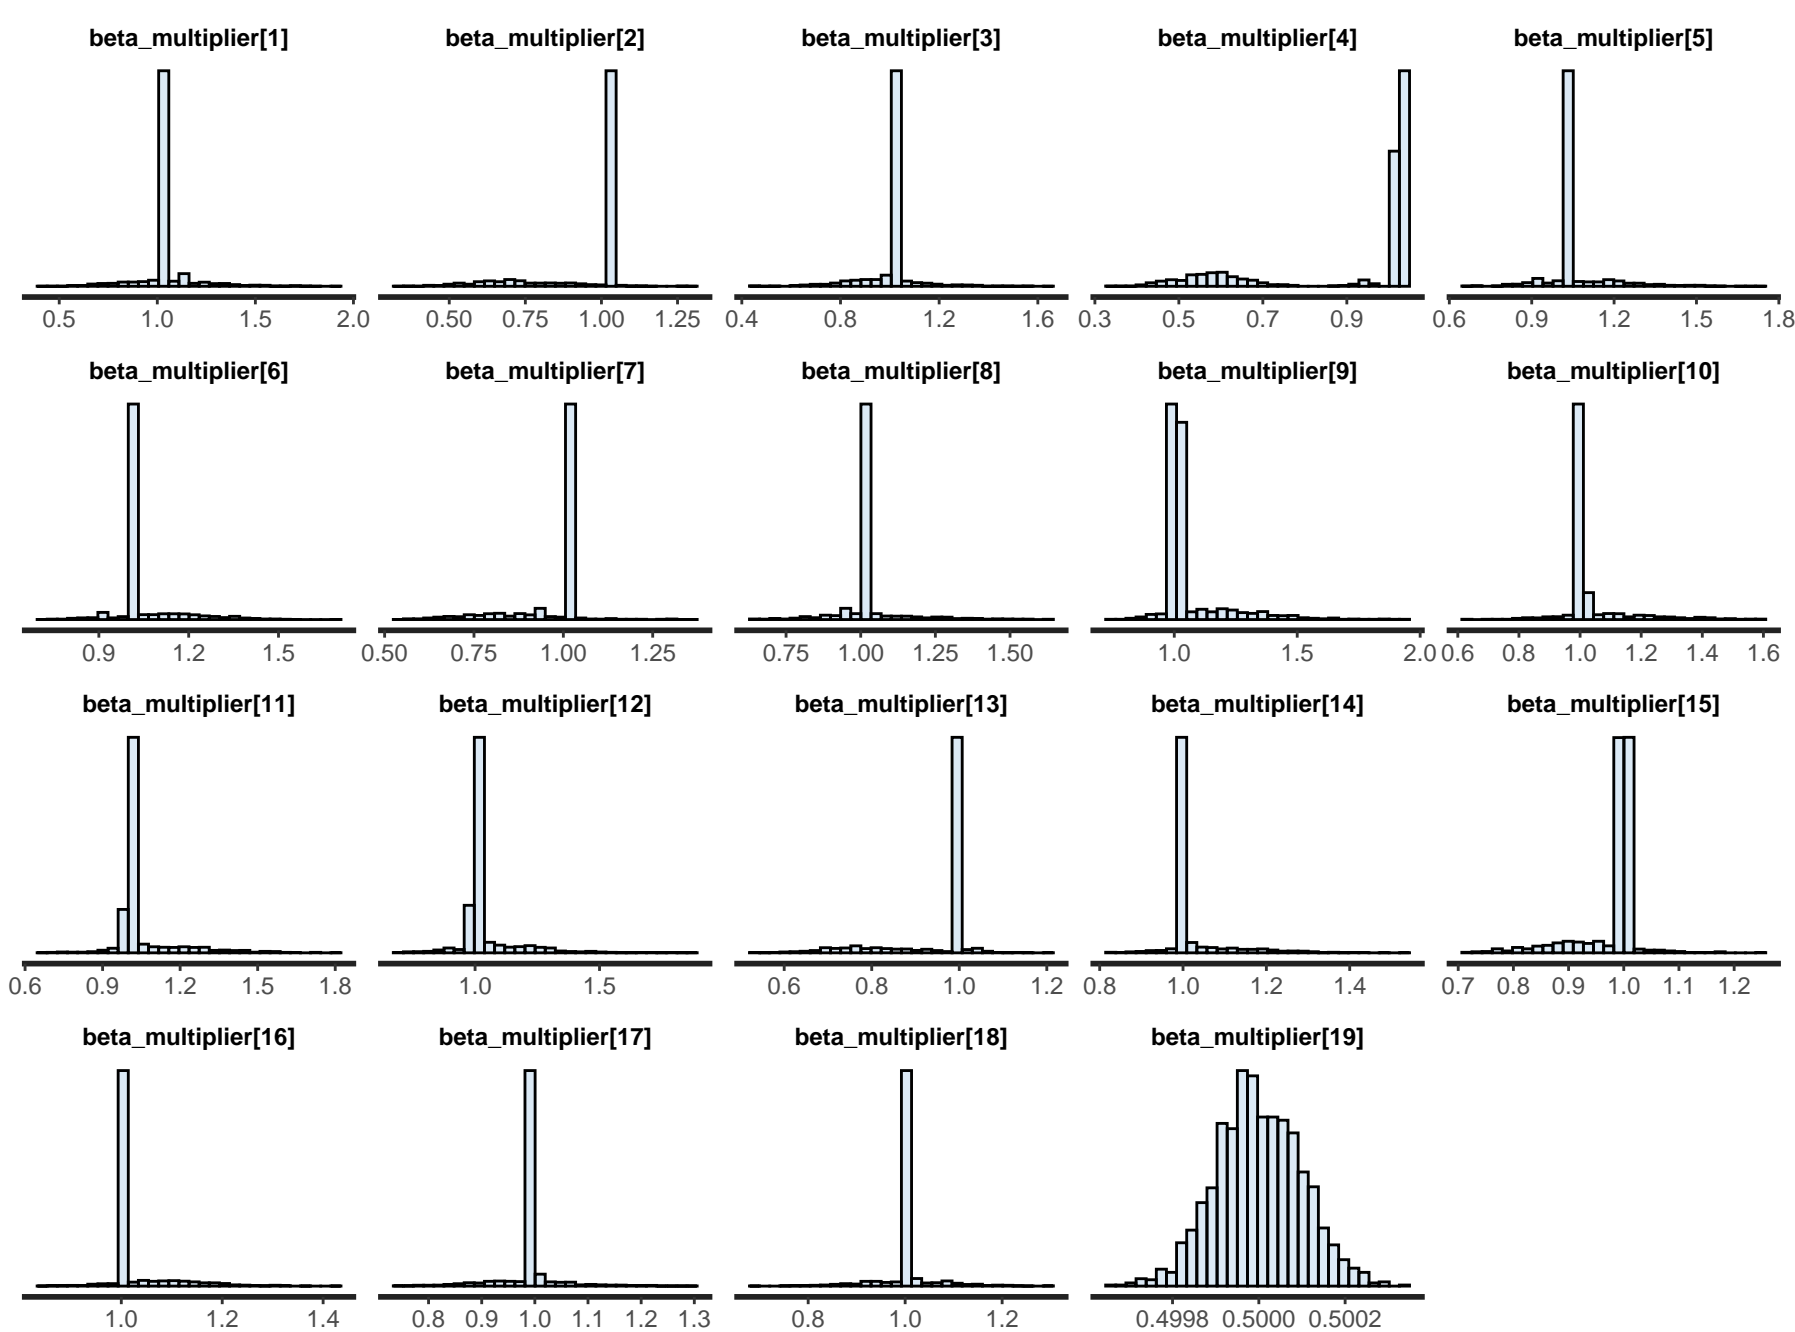 beta_multiplier[1] beta_multiplier[2] beta_multiplier[3] beta_multiplier[4] beta_multiplier[5]
0.5 1.0 1.5 2.0 0.50 0.75 1.00 1.25 0.4 0.8 1.2 1.6 0.3 0.5 0.7 0.9 0.6 0.9 1.2 1.5 1.8
beta_multiplier[6] beta_multiplier[7] beta_multiplier[8] beta_multiplier[9] beta_multiplier[10]
0.9 1.2 1.5 0.50 0.75 1.00 1.25 0.75 1.00 1.25 1.50 1.0 1.5 2.0 0.6 0.8 1.0 1.2 1.4 1.6
beta_multiplier[11] beta_multiplier[12] beta_multiplier[13] beta_multiplier[14] beta_multiplier[15]
0.6 0.9 1.2 1.5 1.8 1.0 1.5 0.6 0.8 1.0 1.2 0.8 1.0 1.2 1.4 0.7 0.8 0.9 1.0 1.1 1.2
beta_multiplier[16] beta_multiplier[17] beta_multiplier[18] beta_multiplier[19]
1.0 1.2 1.4 0.8 0.9 1.0 1.1 1.2 1.3 0.8 1.0 1.2 0.4998 0.5000 0.5002